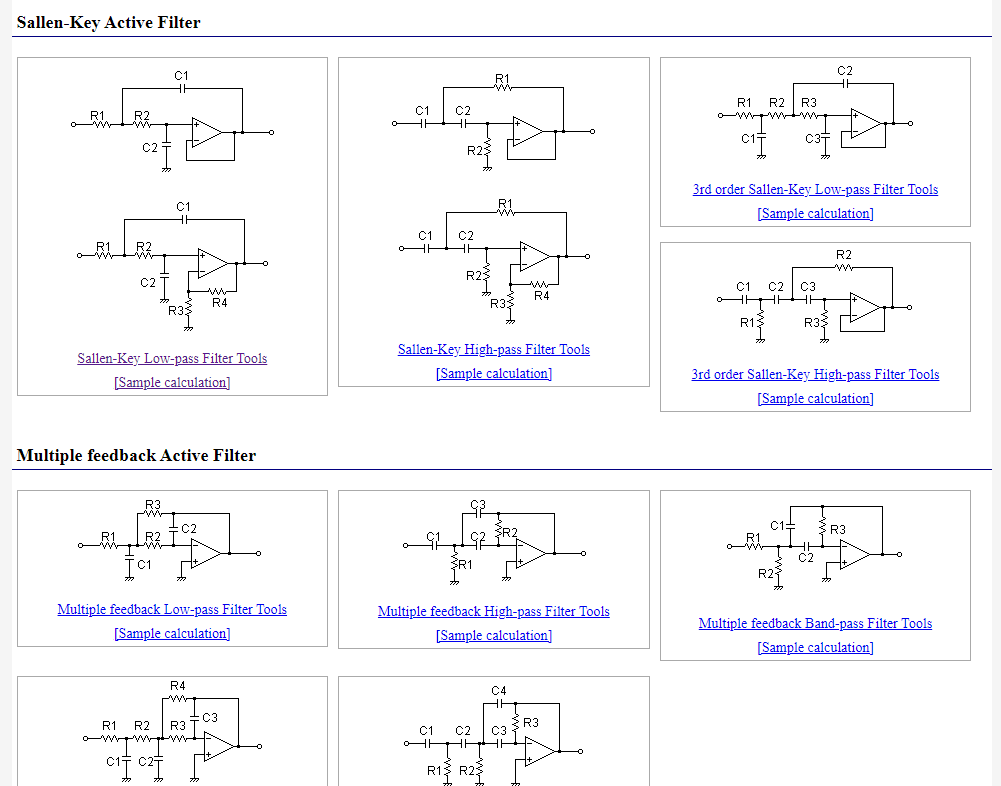 Sallen-Key Active Filter
C1
R1 R2
C2
C1
R1 R2
C2
R4
R3
Sallen-Key Low-pass Filter Tools
[Sample calculation]
R1
C1 C2
R2
R1
C1 C2
R2
R3 R4
Sallen-Key High-pass Filter Tools
[Sample calculation]
C2
R1 R2 R3
C1 C3
3rd order Sallen-Key Low-pass Filter Tools
[Sample calculation]
R2
C1 C2 C3
R1 R3
3rd order Sallen-Key High-pass Filter Tools
[Sample calculation]
Multiple feedback Active Filter
R3
C2
R1 R2
C1
Multiple feedback Low-pass Filter Tools
[Sample calculation]
C3
R2
C1 C2
R1
Multiple feedback High-pass Filter Tools
[Sample calculation]
C1 R3
R1
C2
R2
Multiple feedback Band-pass Filter Tools
[Sample calculation]
R4
C3
R1 R2 R3
C1 C2
C4
R3
C1 C2 C3
R1 R2